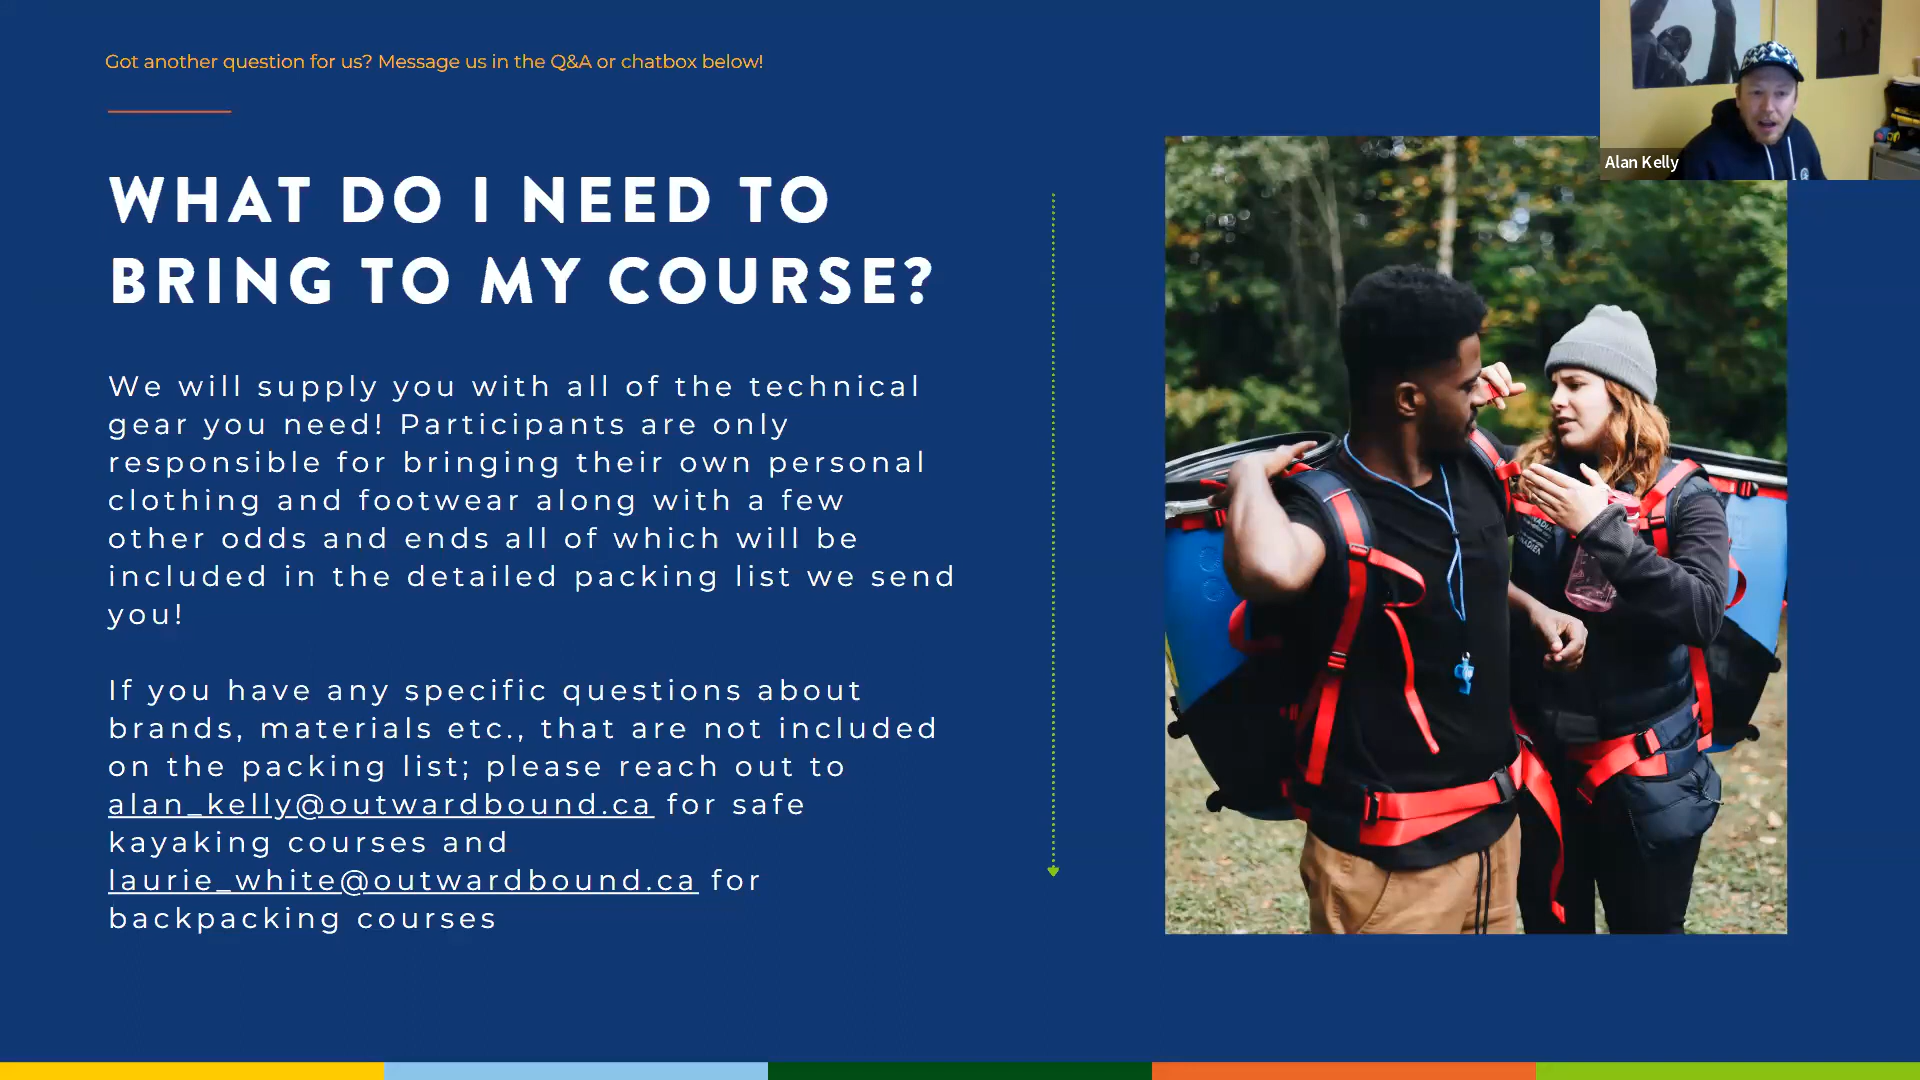 Got another question for us? Message us in the Q&A or chatbox below!
WHAT DO I NEED TO
BRING TO MY COURSE?
We will supply you with all of the technical
gear you need! Participants are only
responsible for bringing their own personal
clothing and footwear along with a few
other odds and ends all of which will be
included in the detailed packing list we send
you!
If you have any specific questions about
brands, materials etc., that are not included
on the packing list; please reach out to
alan_kelly@outwardbound.ca for safe
kayaking courses and
laurie_white@outwardbound.ca for
backpacking courses
Alan Kelly